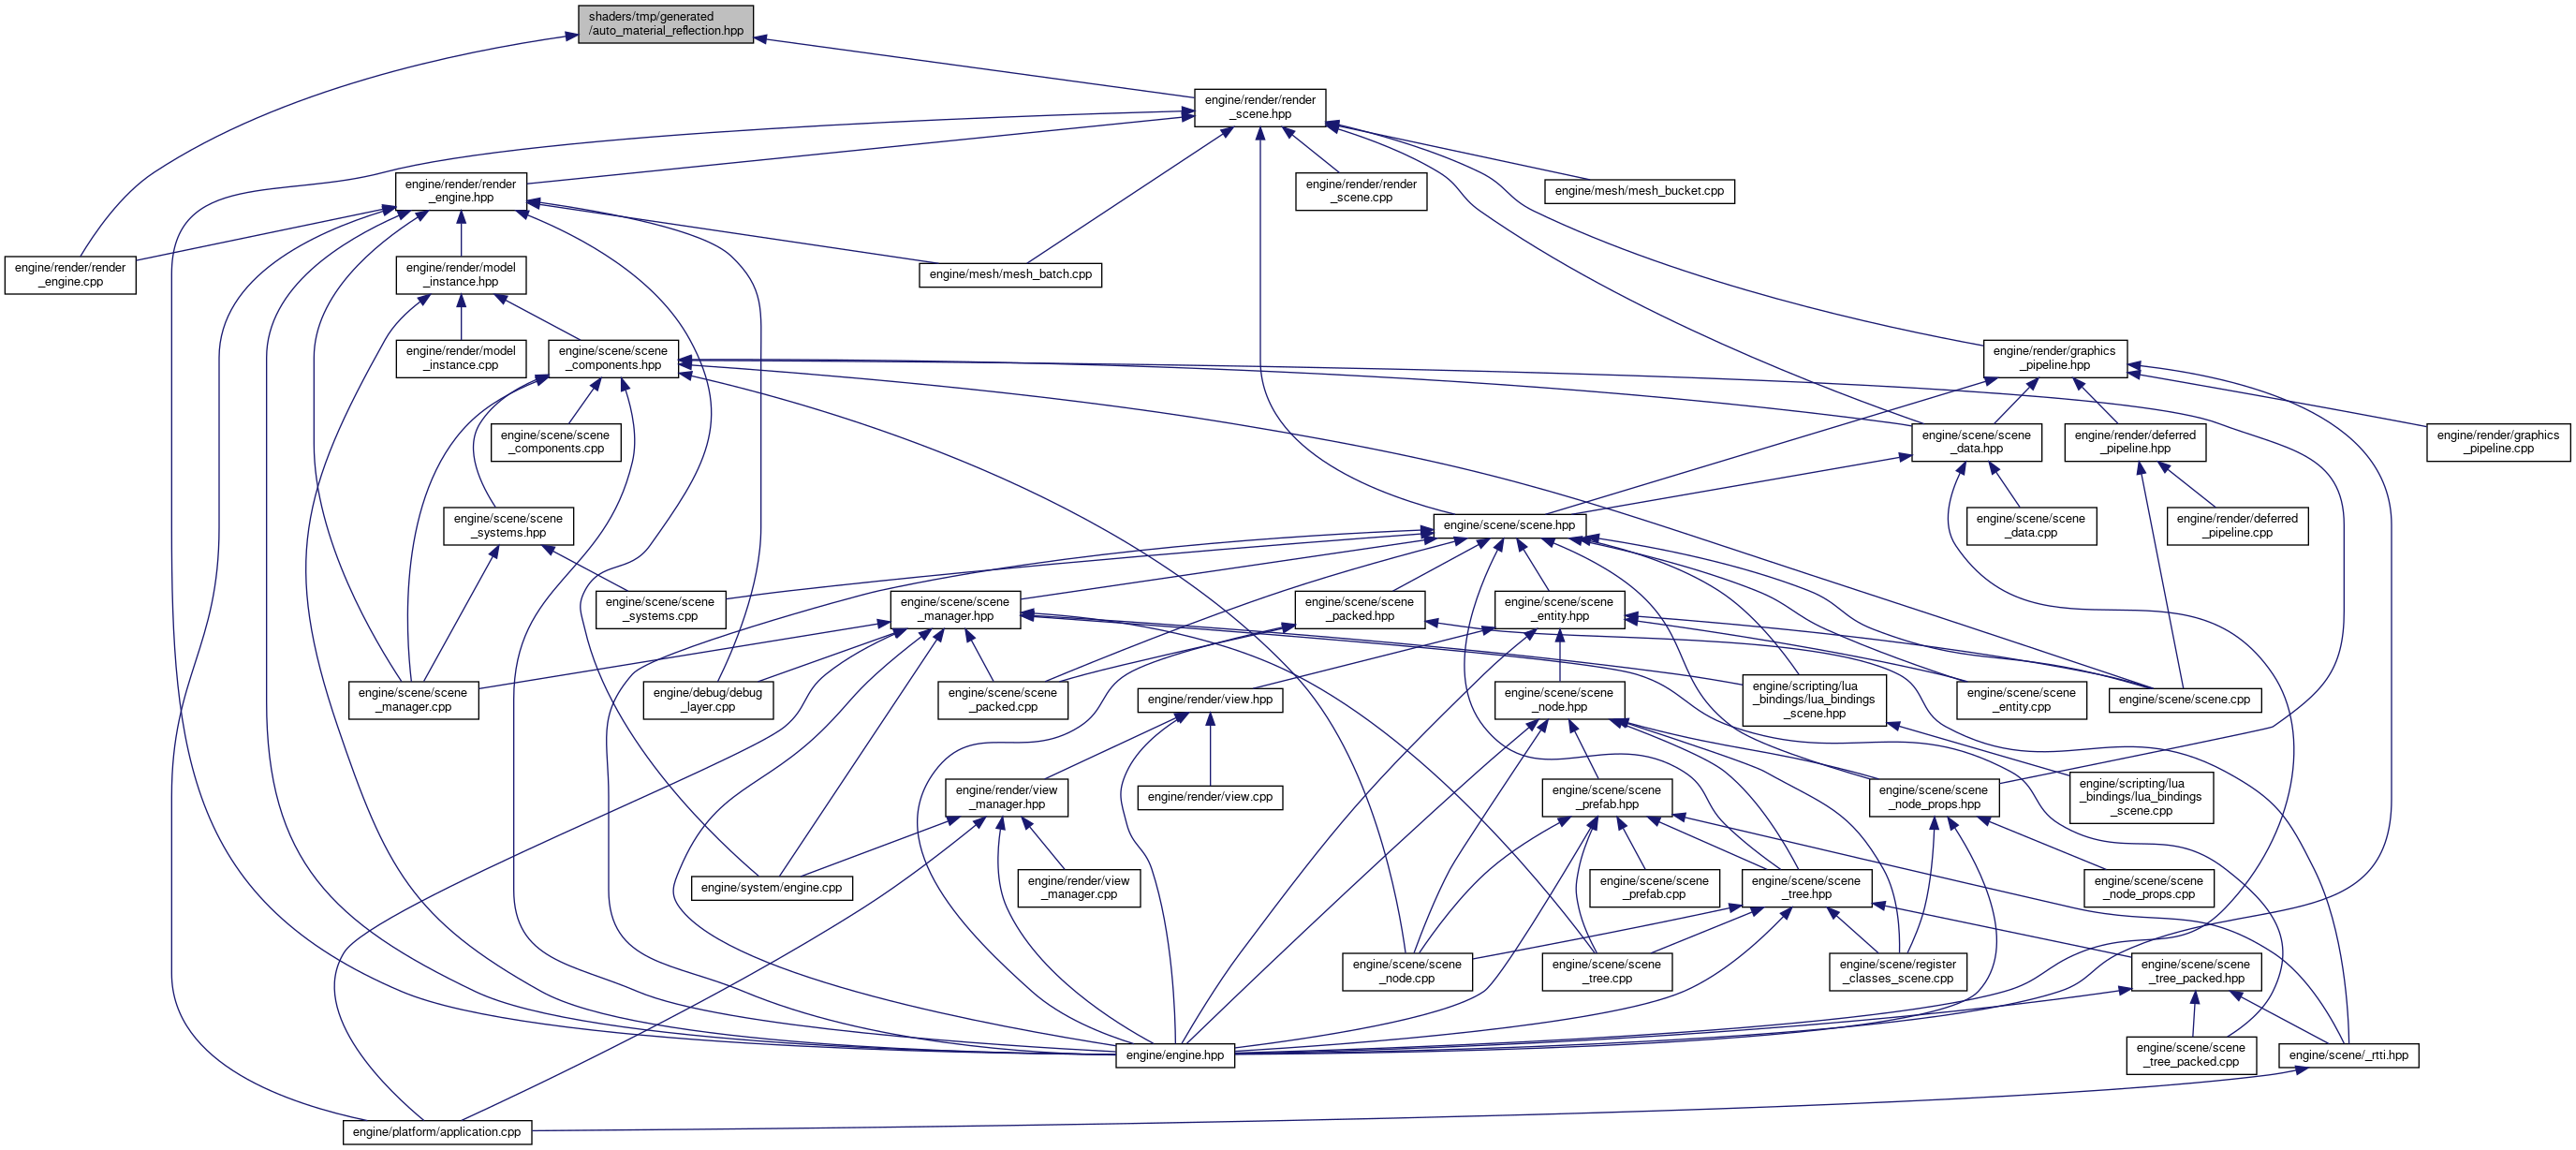 shaders/tmp/generated
/auto_material_reflection.hpp
engine/render/render
_scene.hpp
engine/render/render
_engine.hpp
engine/render/render
_scene.cpp
engine/mesh/mesh_bucket.cpp
engine/render/render
_engine.cpp
engine/render/model
_instance.hpp
engine/mesh/mesh_batch.cpp
engine/render/model
_instance.cpp
engine/scene/scene
_components.hpp
engine/render/graphics
_pipeline.hpp
engine/scene/scene
_components.cpp
engine/scene/scene
_data.hpp
engine/render/deferred
_pipeline.hpp
engine/render/graphics
_pipeline.cpp
engine/scene/scene
_systems.hpp
engine/scene/scene.hpp
engine/scene/scene
_data.cpp
engine/render/deferred
_pipeline.cpp
engine/scene/scene
_systems.cpp
engine/scene/scene
_manager.hpp
engine/scene/scene
_packed.hpp
engine/scene/scene
_entity.hpp
engine/scene/scene
_manager.cpp
engine/debug/debug
_layer.cpp
engine/scene/scene
_packed.cpp
engine/render/view.hpp
engine/scene/scene
_node.hpp
engine/scripting/lua
_bindings/lua_bindings
_scene.hpp
engine/scene/scene
_entity.cpp
engine/scene/scene.cpp
engine/render/view
_manager.hpp
engine/render/view.cpp
engine/scene/scene
_prefab.hpp
engine/scene/scene
_node_props.hpp
engine/scripting/lua
_bindings/lua_bindings
_scene.cpp
engine/system/engine.cpp
engine/render/view
_manager.cpp
engine/scene/scene
_prefab.cpp
engine/scene/scene
_tree.hpp
engine/scene/scene
_node_props.cpp
engine/scene/scene
_node.cpp
engine/scene/scene
_tree.cpp
engine/scene/register
_classes_scene.cpp
engine/scene/scene
_tree_packed.hpp
engine/engine.hpp
engine/scene/scene
_tree_packed.cpp
engine/scene/_rtti.hpp
engine/platform/application.cpp